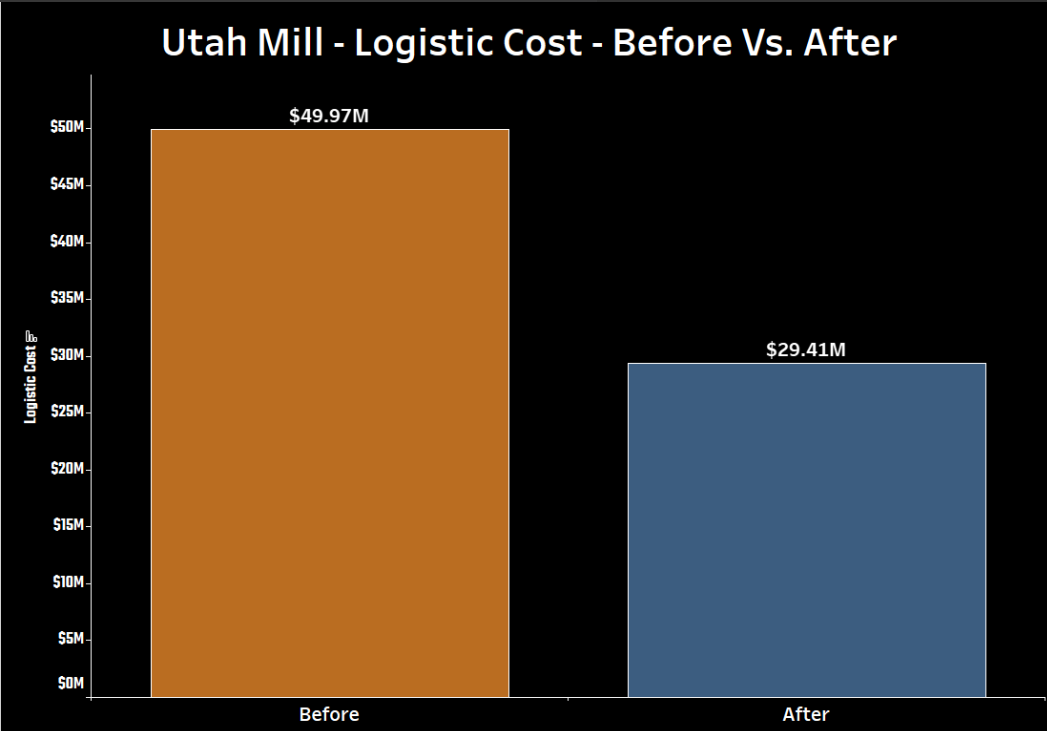 Utah Mill - Logistic Cost - Before Vs. After
$49.97M
$50M
$45M
$40M
$35M
$29.41M
$30M
Logistic Cost
$25M
$20M
$15M
$10M
$5M
$0M
Before
After